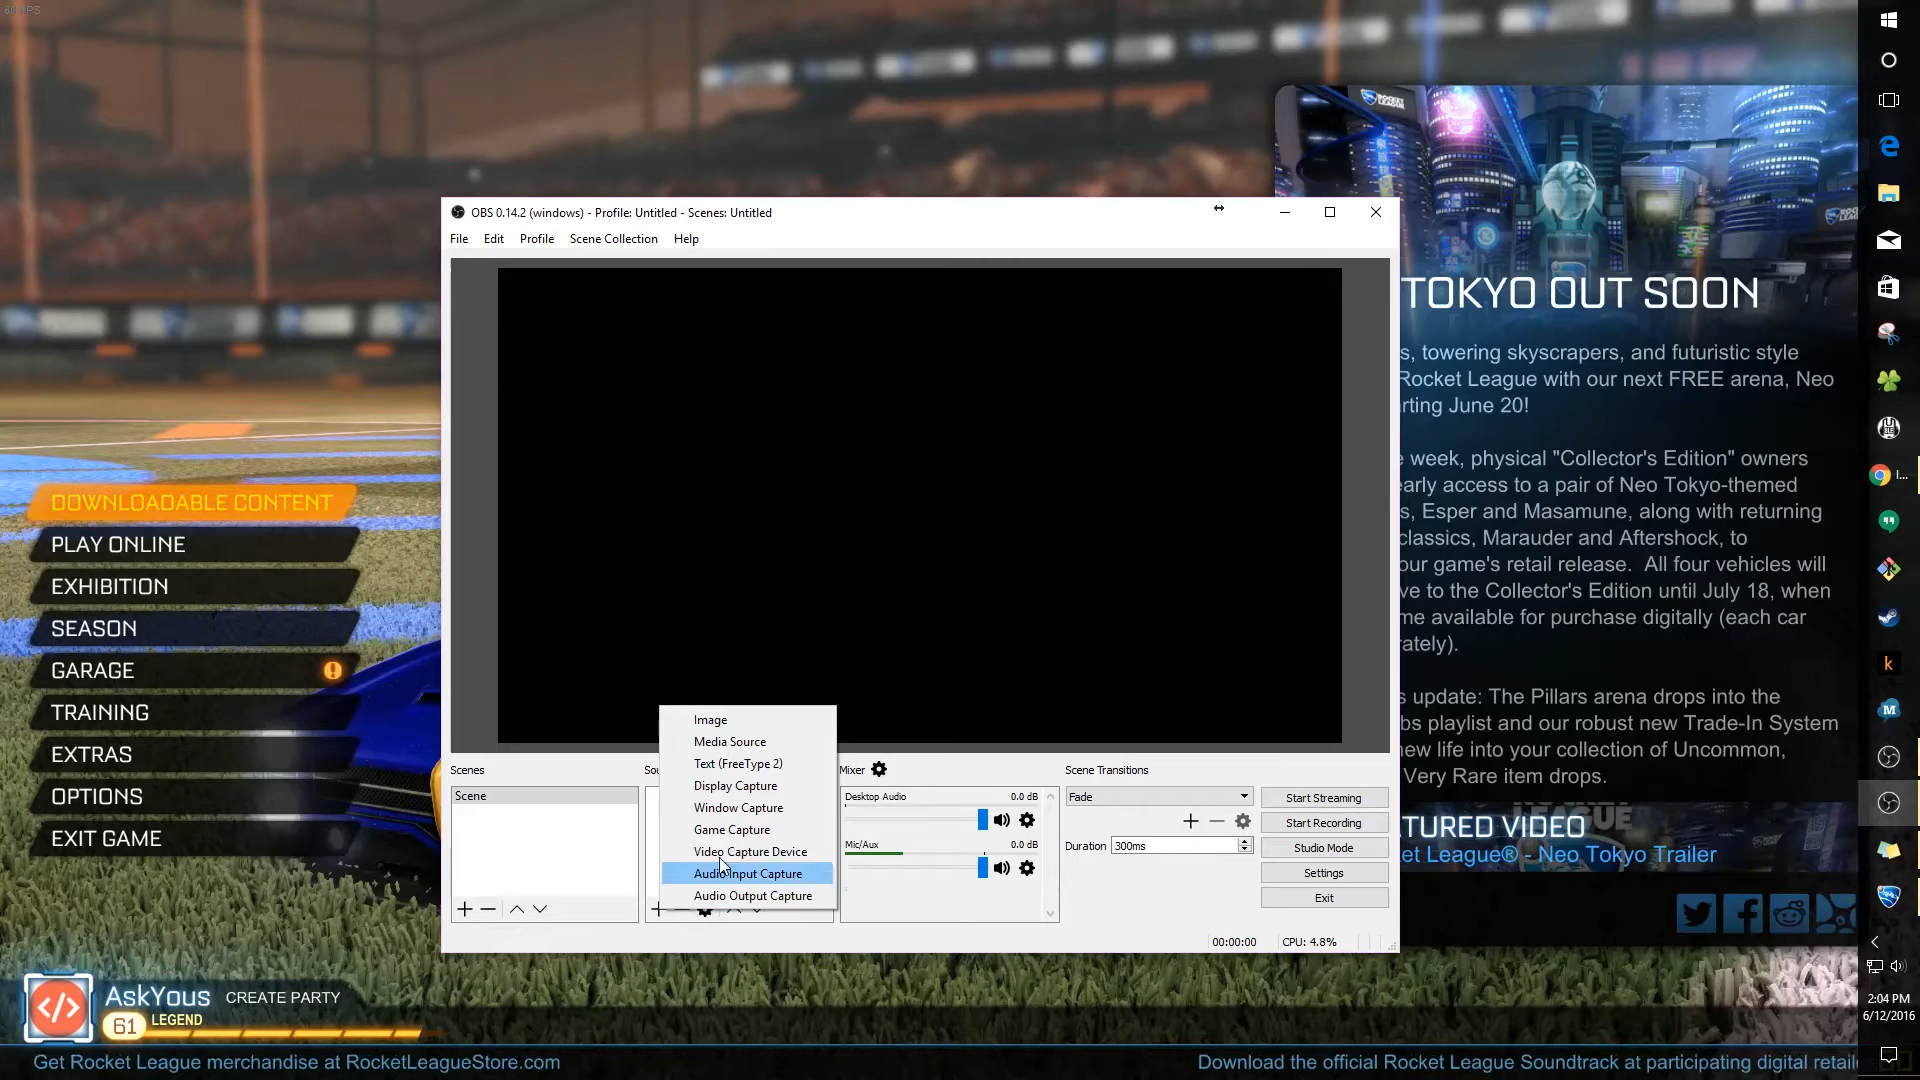 60 FPS
ROCKET LEAGUE
OBS 0.14.2 (windows) - Profile: Untitled - Scenes: Untitled
File Edit Profile Scene Collection Help
TOKYO OUT SOON
s, towering skyscrapers, and futuristic style
Rocket League with our next FREE arena, Neo
rting June 20!
e week, physical "Collector's Edition" owners
early access to a pair of Neo Tokyo-themed
s, Esper and Masamune, along with returning
classics, Marauder and Aftershock, to
our game's retail release. All four vehicles will
ve to the Collector's Edition until July 18, when
me available for purchase digitally (each car
rately).
s update: The Pillars arena drops into the
bs playlist and our robust new Trade-In System
new life into your collection of Uncommon,
Very Rare item drops.
TURED VIDEO
et League® - Neo Tokyo Trailer
DOWNLOADABLE CONTENT
PLAY ONLINE
EXHIBITION
SEASON
GARAGE
TRAINING
EXTRAS
OPTIONS
EXIT GAME
Image
Media Source
Text (FreeType 2)
Display Capture
Window Capture
Game Capture
Video Capture Device
Audio Input Capture
Audio Output Capture
Scenes
Scene
Sou
Mixer
Desktop Audio 0.0 dB
Mic/Aux 0.0 dB
Scene Transitions
Fade
Duration 300ms
Start Streaming
Start Recording
Studio Mode
Settings
Exit
00:00:00 CPU: 4.8%
AskYous CREATE PARTY
61 LEGEND
Get Rocket League merchandise at RocketLeagueStore.com
Download the official Rocket League Soundtrack at participating digital retail
2:04 PM
6/12/2016